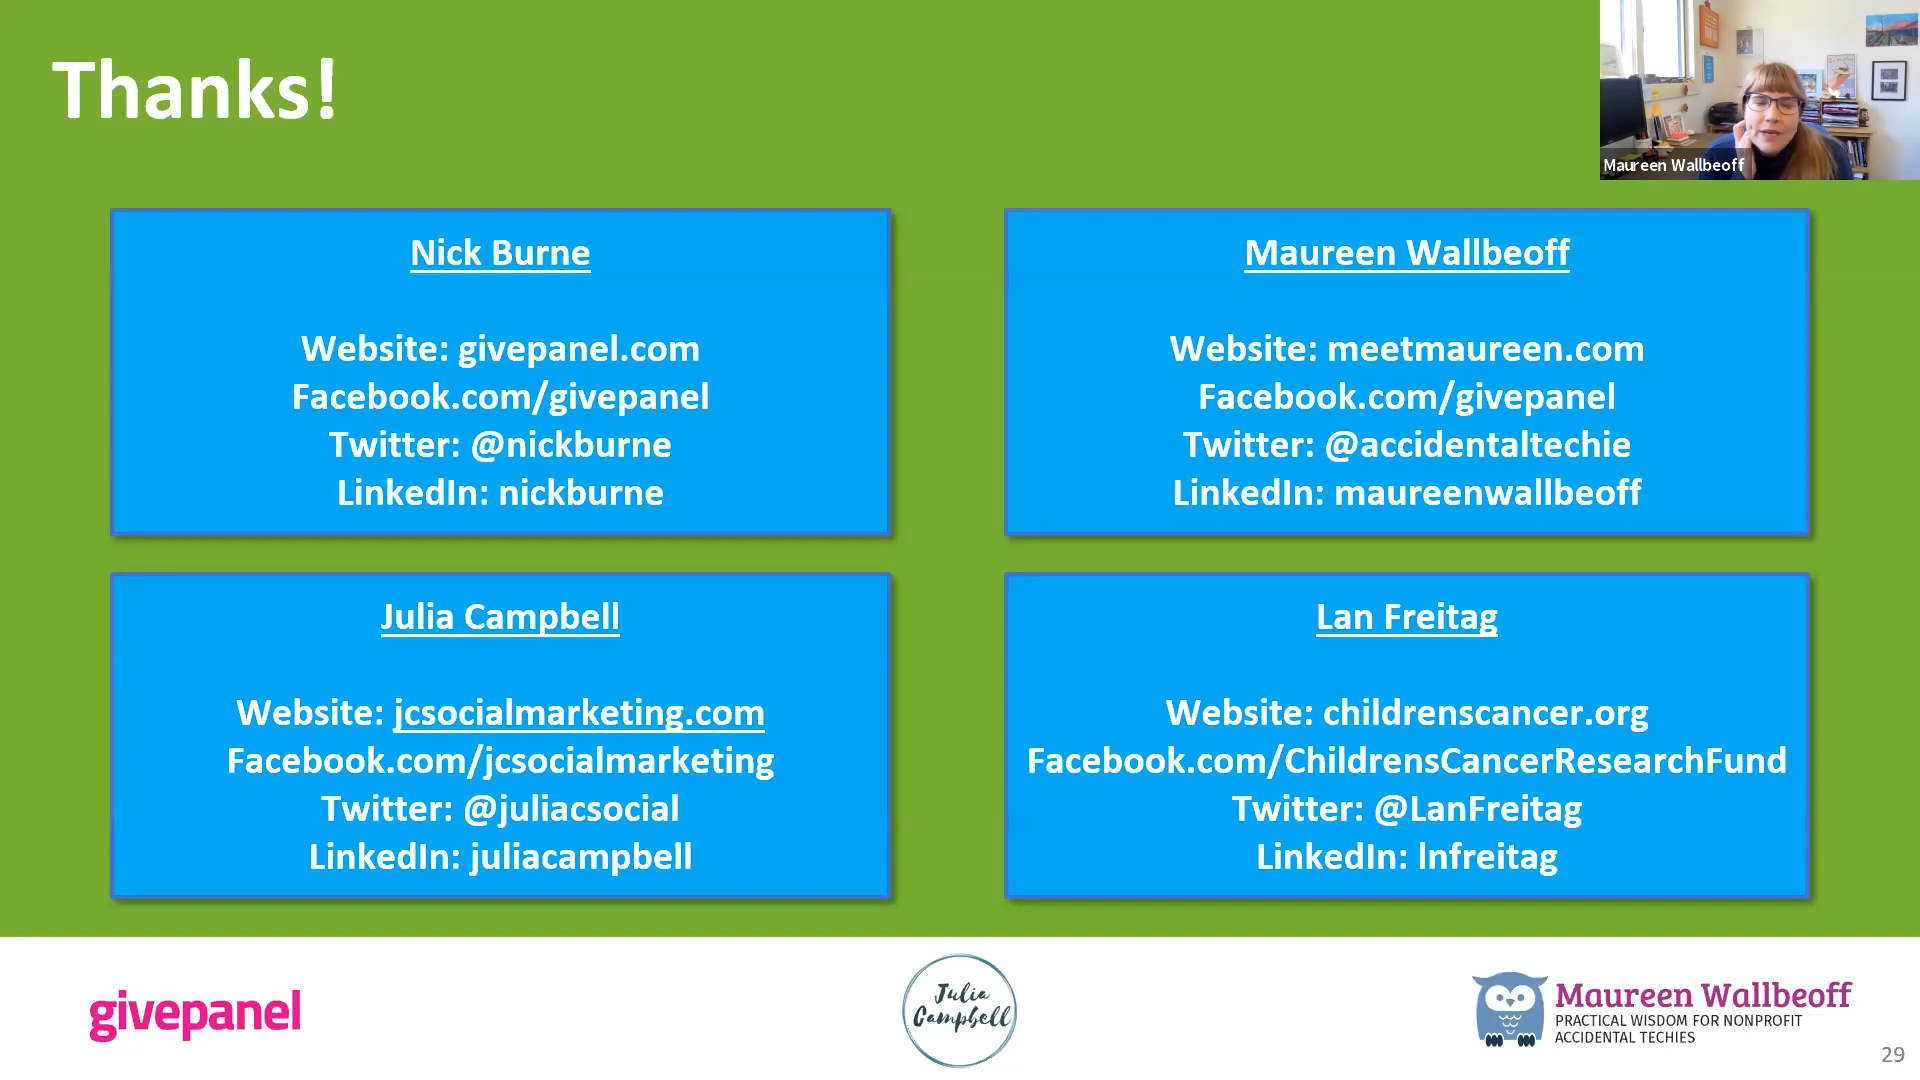 Thanks!
Maureen Wallbeoff
Nick Burne
Website: givepanel.com
Facebook.com/givepanel
Twitter: @nickburne
LinkedIn: nickburne
Maureen Wallbeoff
Website: meetmaureen.com
Facebook.com/givepanel
Twitter: @accidentaltechie
LinkedIn: maureenwallbeoff
Julia Campbell
Website: jcsocialmarketing.com
Facebook.com/jcsocialmarketing
Twitter: @juliacsocial
LinkedIn: juliacampbell
Lan Freitag
Website: childrenscancer.org
Facebook.com/ChildrensCancerResearchFund
Twitter: @LanFreitag
LinkedIn: lnfreitag
givepanel
Julia
Campbell
Maureen Wallbeoff
PRACTICAL WISDOM FOR NONPROFIT
ACCIDENTAL TECHIES
29